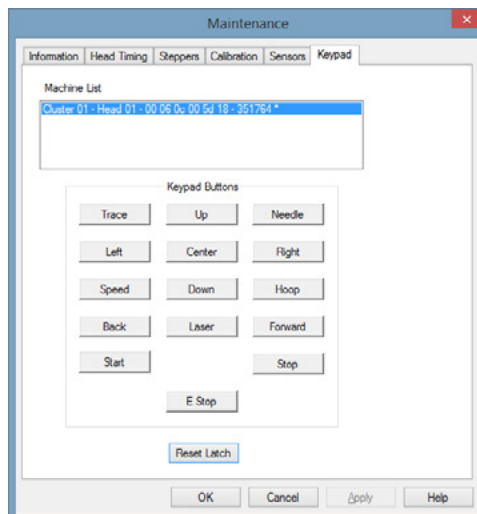 Maintenance
Information Head Timing Steppers Calibration Sensors Keypad
Machine List
Cluster 01 - Head 01 - 00 06 0c 00 5d 18 - 351764 *
Keypad Buttons
Trace Up Needle
Left Center Right
Speed Down Hoop
Back Laser Forward
Start Stop
E Stop
Reset Latch
OK Cancel Apply Help